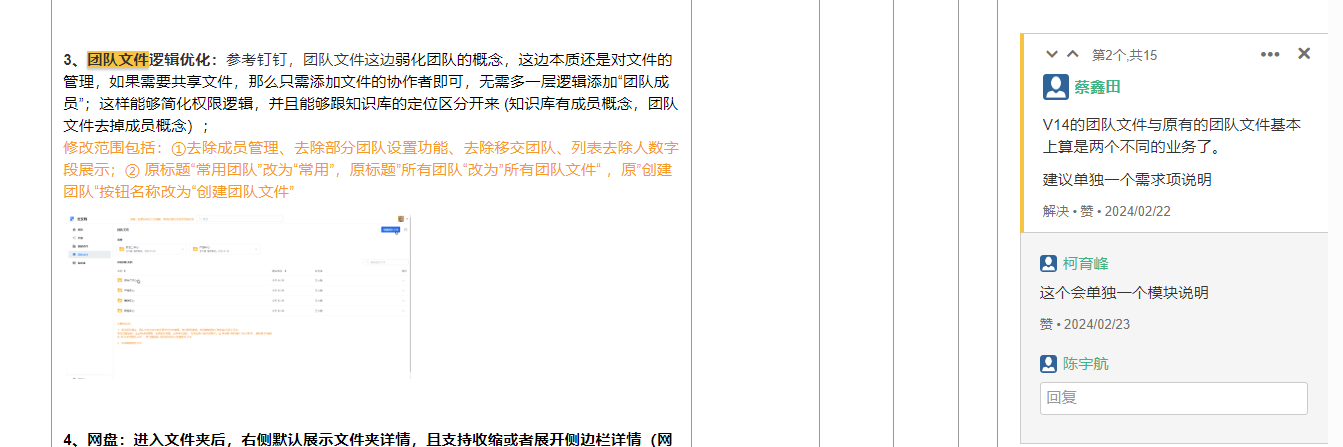 3、团队文件逻辑优化：参考钉钉，团队文件这边弱化团队的概念，这边本质还是对文件的
管理，如果需要共享文件，那么只需添加文件的协作者即可，无需多一层逻辑添加“团队成
员”；这样能够简化权限逻辑，并且能够跟知识库的定位区分开来 (知识库有成员概念，团队
文件去掉成员概念）；
修改范围包括：①去除成员管理、去除部分团队设置功能、去除移交团队、列表去除人数字
段展示；② 原标题“常用团队”改为“常用”，原标题”所有团队“改为”所有团队文件“ ，原”创建
团队“按钮名称改为“创建团队文件”
4、网盘：进入文件夹后，右侧默认展示文件夹详情，且支持收缩或者展开侧边栏详情（网
第2个,共15
蔡鑫田
V14的团队文件与原有的团队文件基本
上算是两个不同的业务了。
建议单独一个需求项说明
解决 • 赞 • 2024/02/22
柯育峰
这个会单独一个模块说明
赞 • 2024/02/23
陈宇航
回复